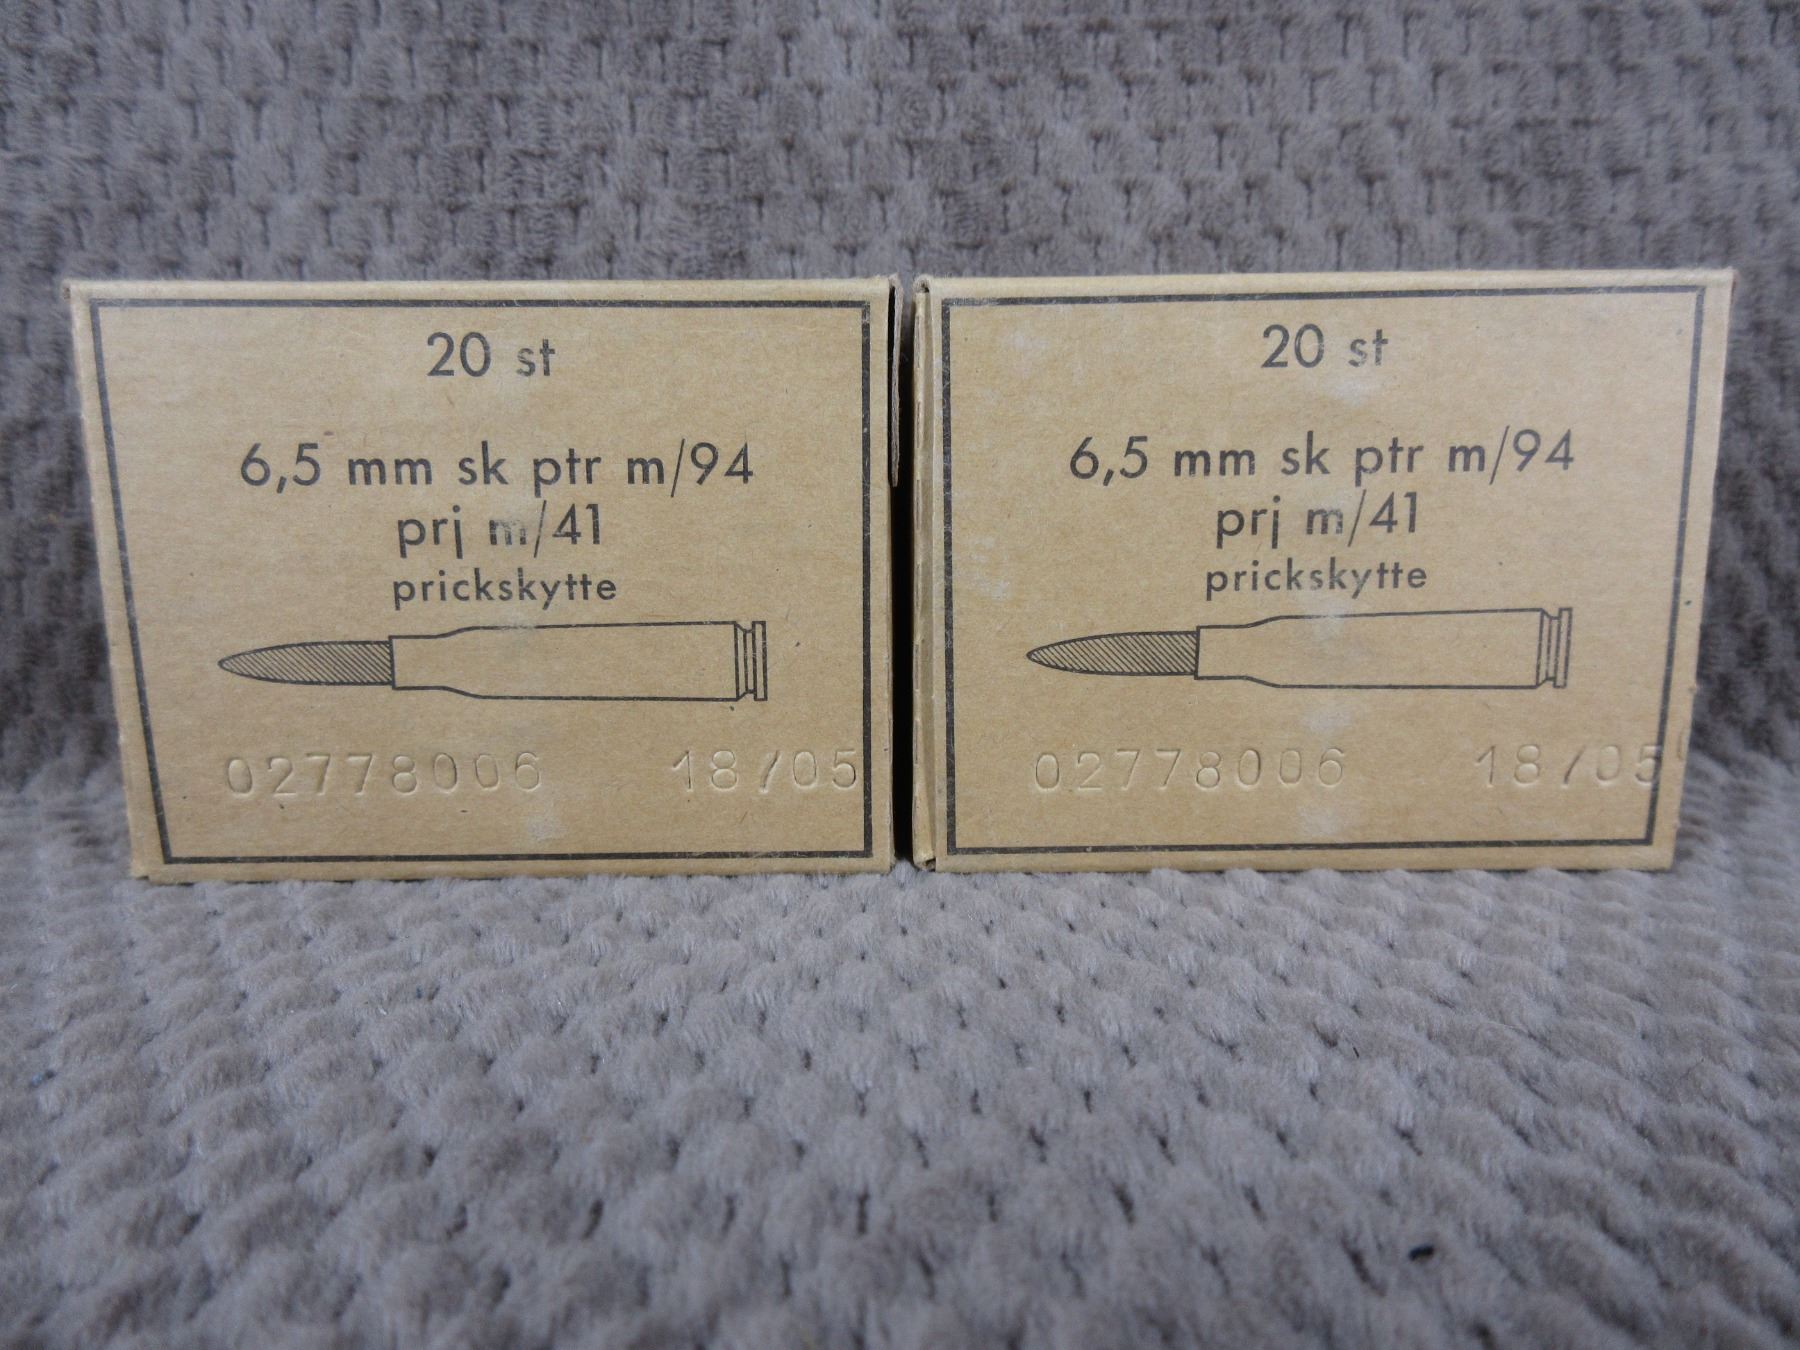 20 st
6,5 mm sk ptr m/94
prj m/41
prickskytte
02778006 18/05
20 st
6,5 mm sk ptr m/94
prj m/41
prickskytte
02778006 18/05